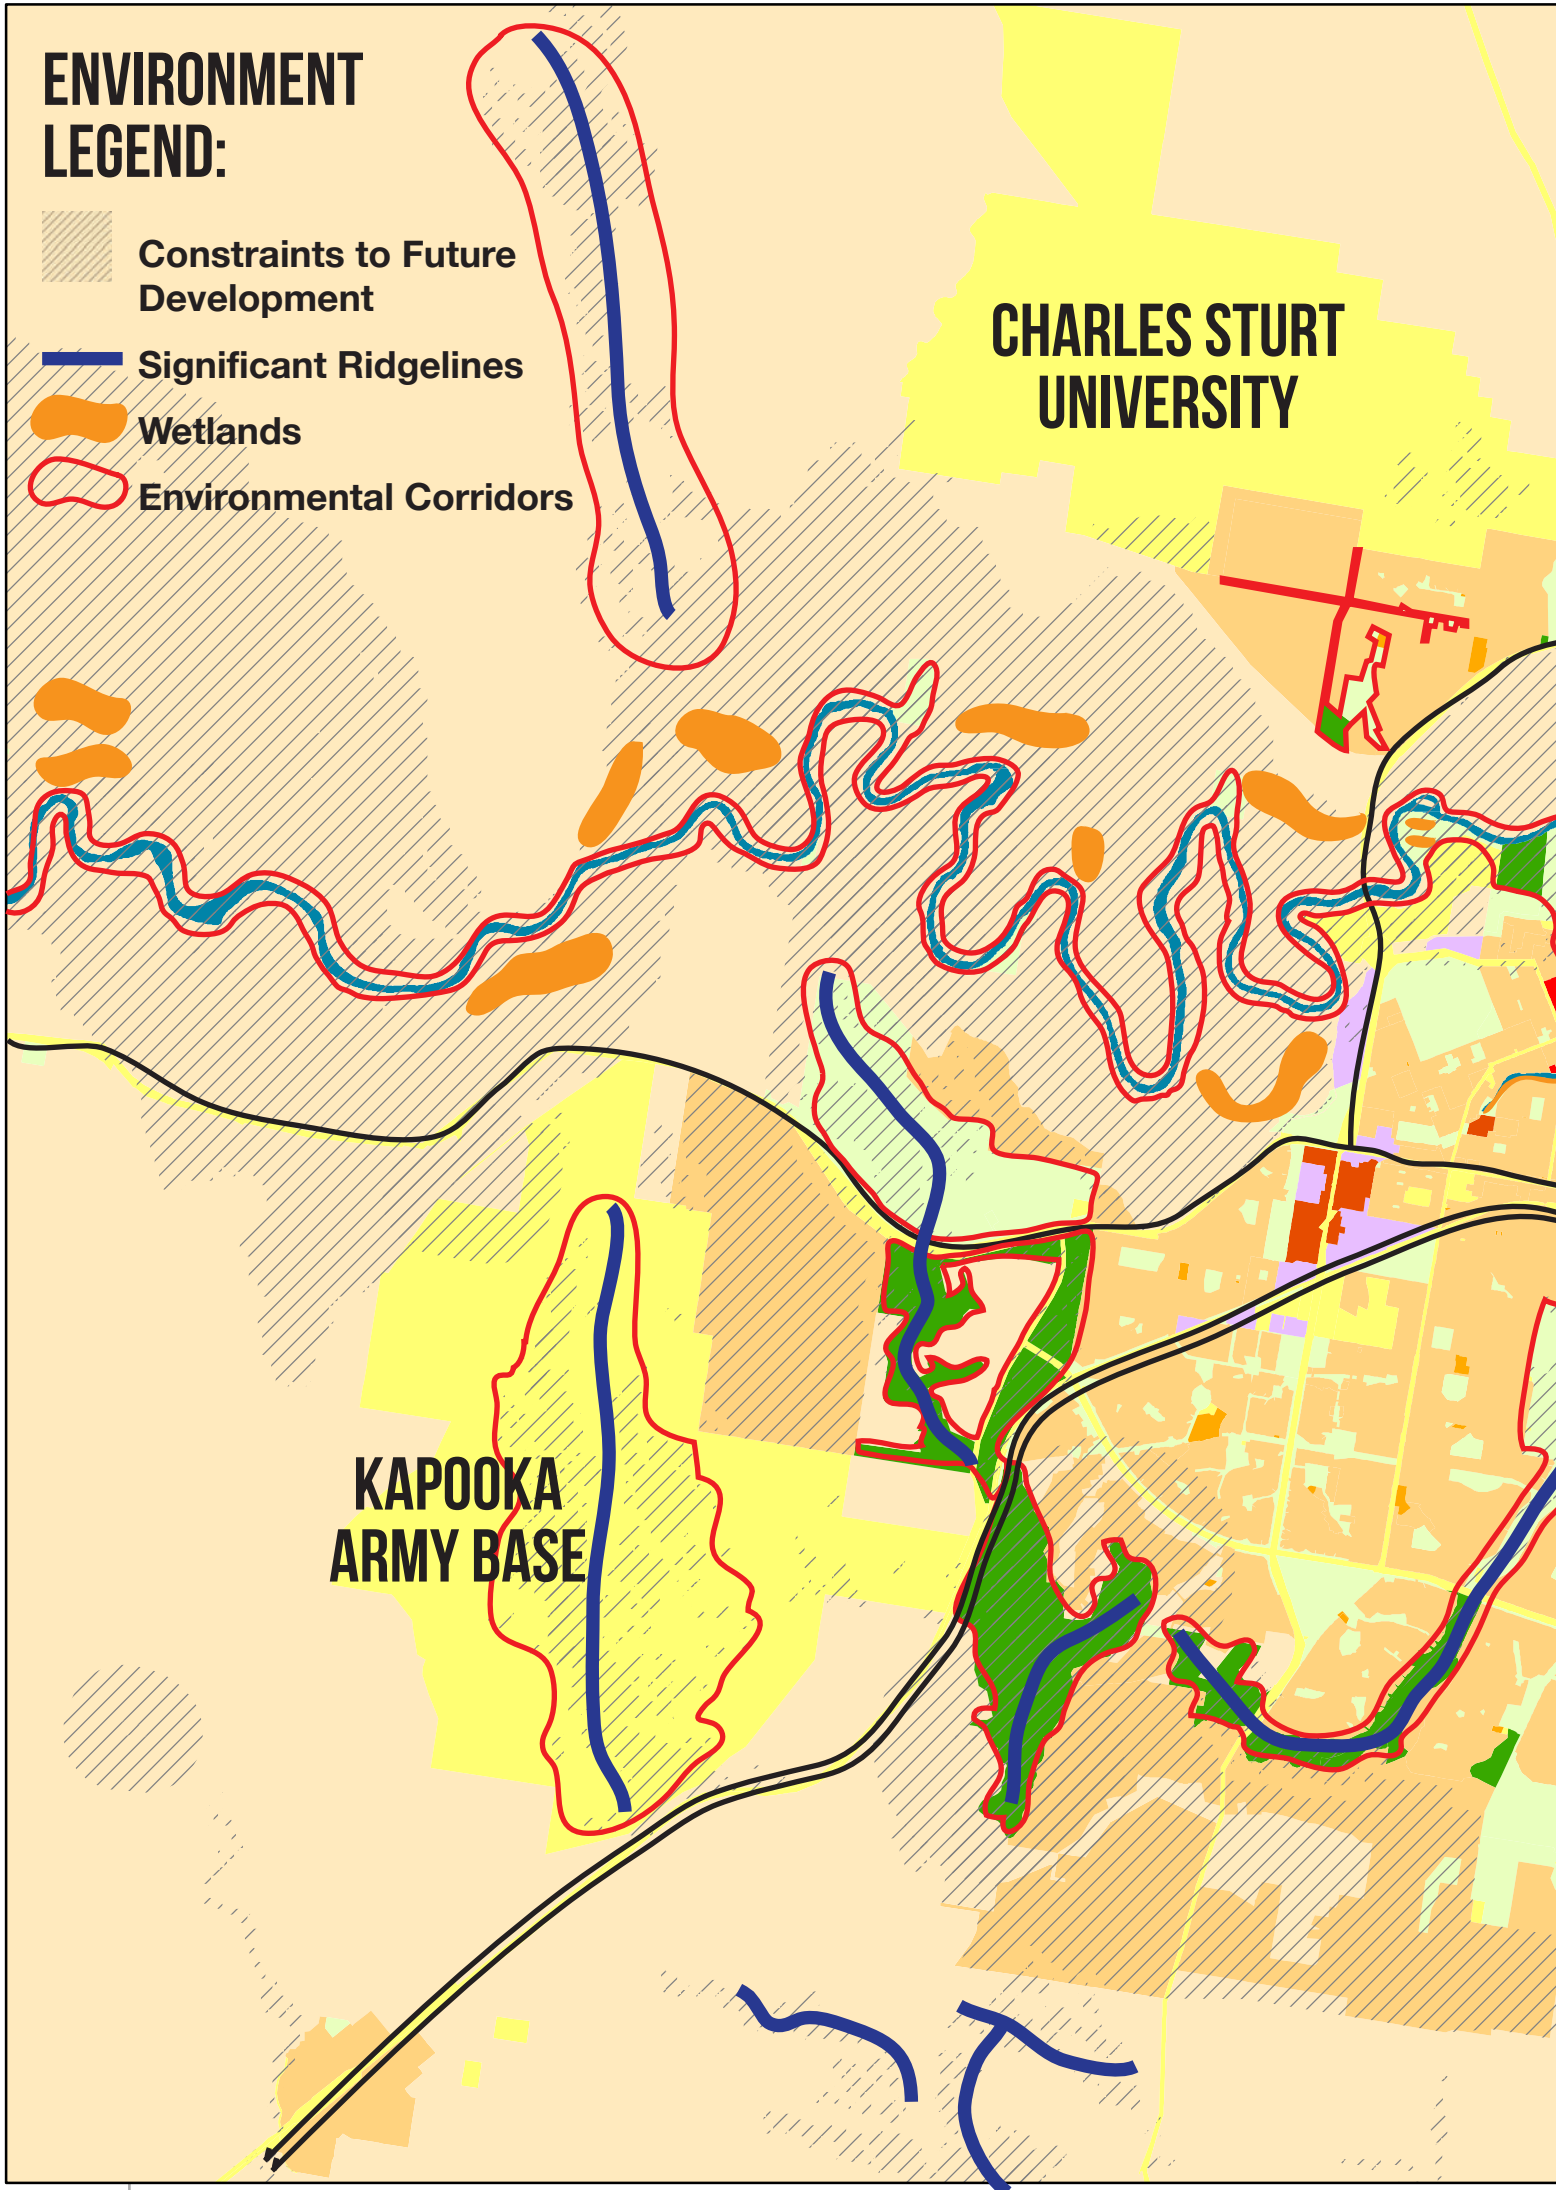 ENVIRONMENT
LEGEND:
Constraints to Future
Development
Significant Ridgelines
Wetlands
Environmental Corridors
CHARLES STURT
UNIVERSITY
KAPOOKA
ARMY BASE